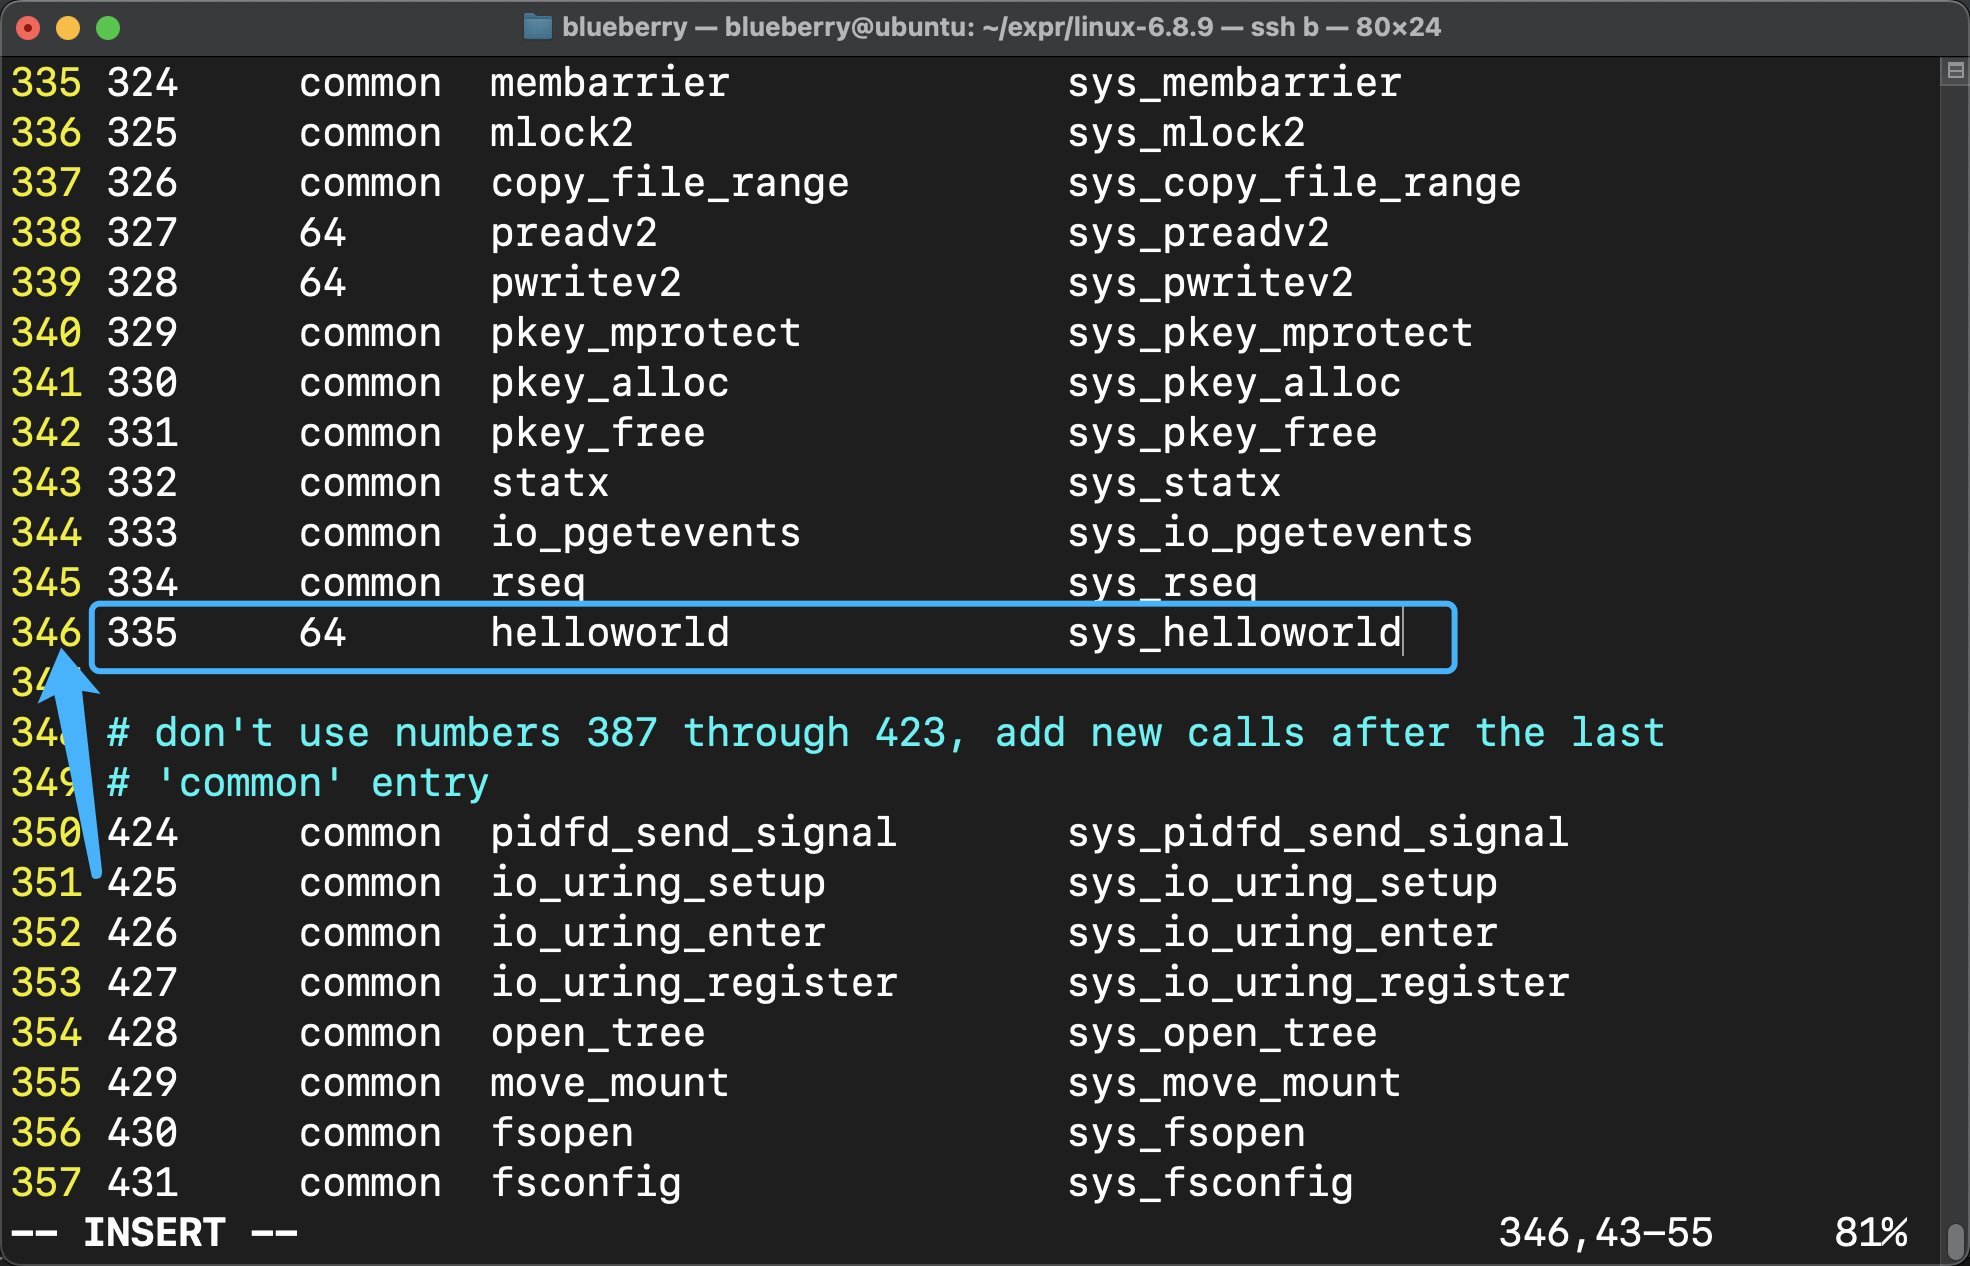 blueberry — blueberry@ubuntu: ~/expr/linux-6.8.9 — ssh b — 80×24
335 324 common membarrier sys_membarrier
336 325 common mlock2 sys_mlock2
337 326 common copy_file_range sys_copy_file_range
338 327 64 preadv2 sys_preadv2
339 328 64 pwritev2 sys_pwritev2
340 329 common pkey_mprotect sys_pkey_mprotect
341 330 common pkey_alloc sys_pkey_alloc
342 331 common pkey_free sys_pkey_free
343 332 common statx sys_statx
344 333 common io_pgetevents sys_io_pgetevents
345 334 common rseq sys_rseq
346 335 64 helloworld sys_helloworld
348 # don't use numbers 387 through 423, add new calls after the last
349 # 'common' entry
350 424 common pidfd_send_signal sys_pidfd_send_signal
351 425 common io_uring_setup sys_io_uring_setup
352 426 common io_uring_enter sys_io_uring_enter
353 427 common io_uring_register sys_io_uring_register
354 428 common open_tree sys_open_tree
355 429 common move_mount sys_move_mount
356 430 common fsopen sys_fsopen
357 431 common fsconfig sys_fsconfig
-- INSERT -- 346,43-55 81%